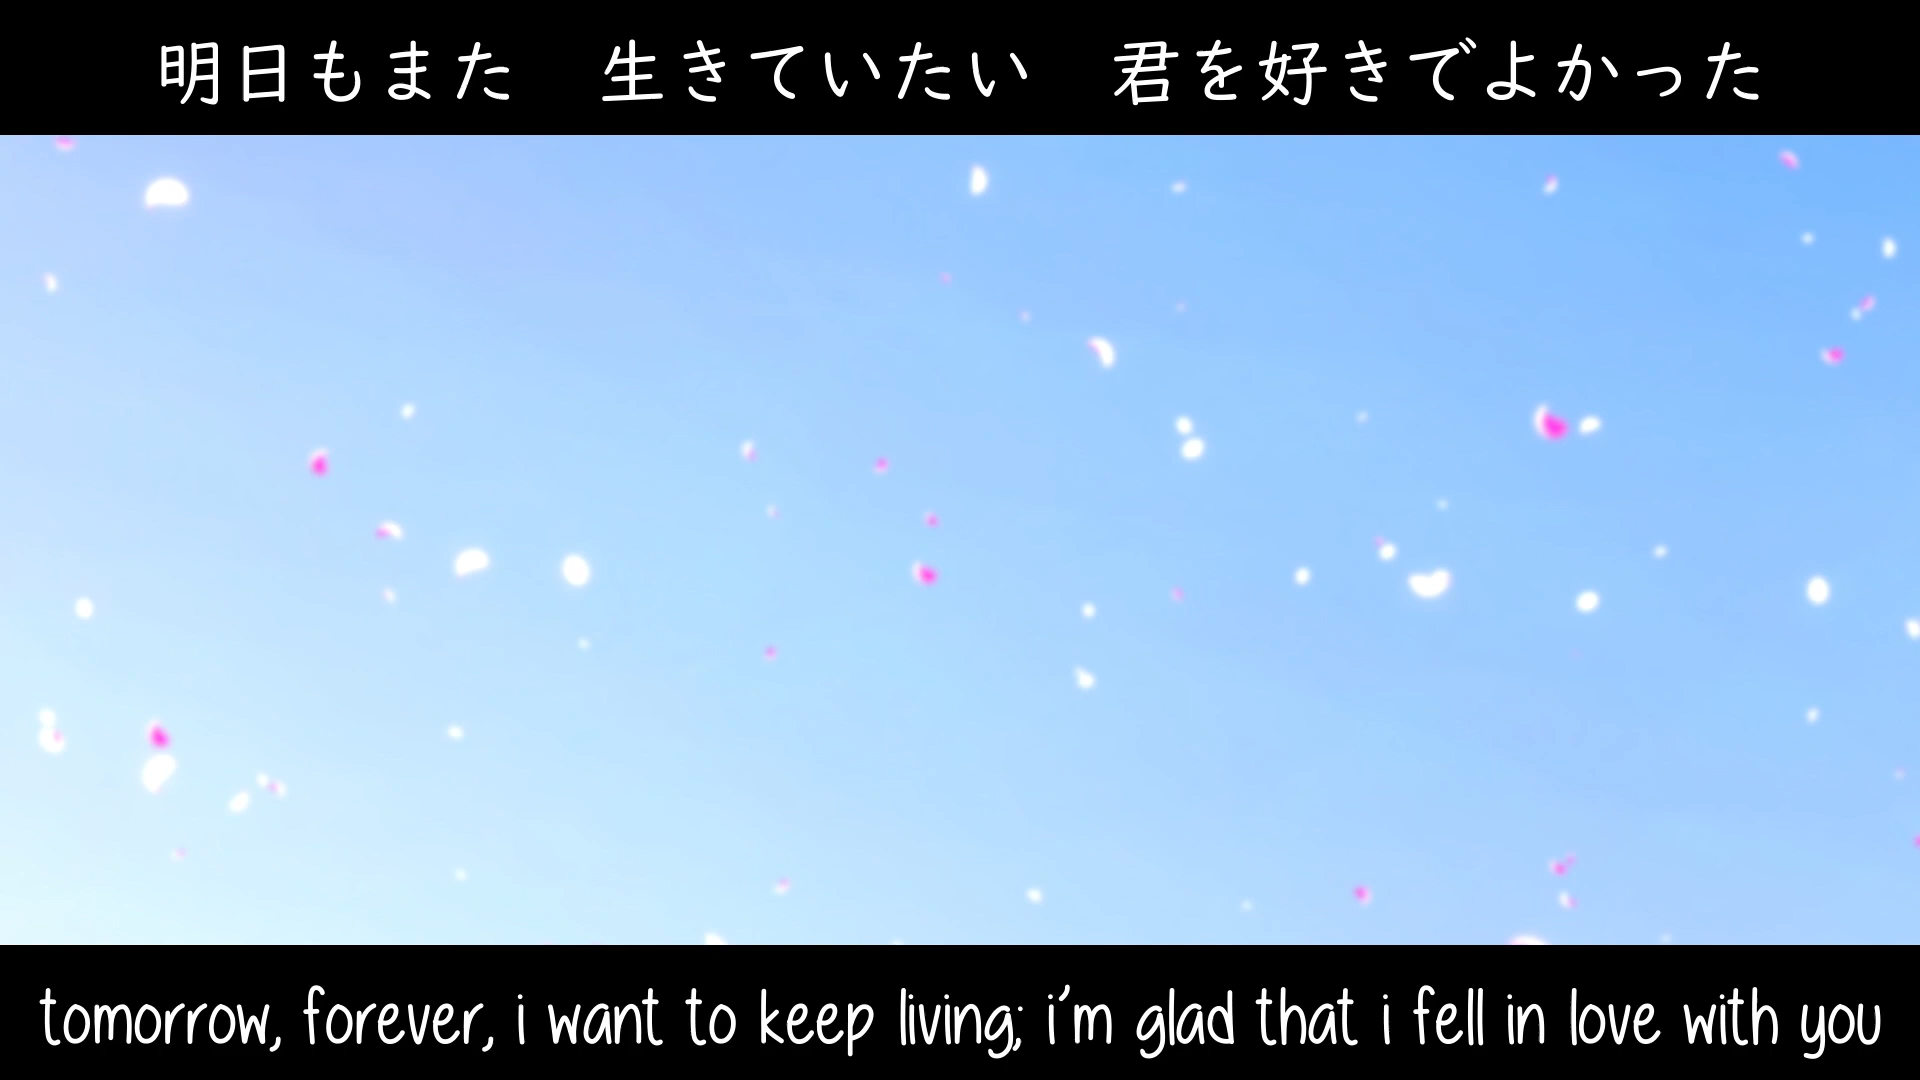 明日もまた　生きていたい　君を好きでよかった
tomorrow, forever, i want to keep living; i'm glad that i fell in love with you